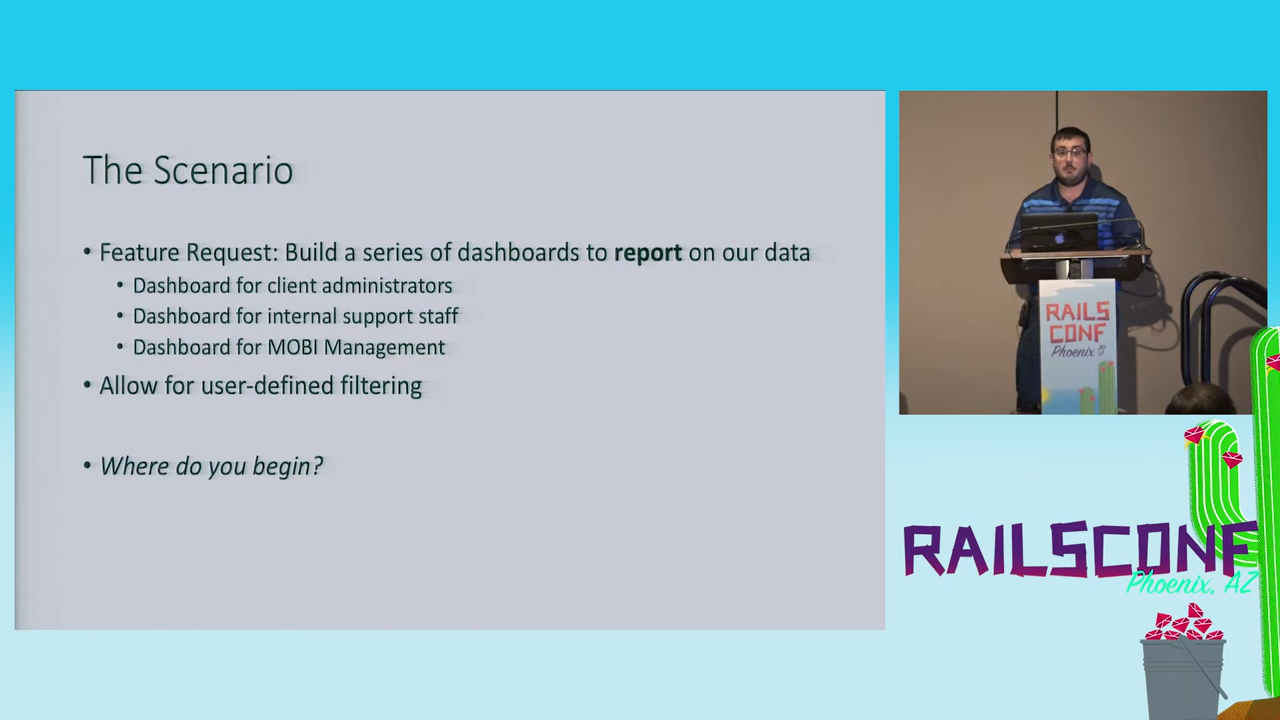 The Scenario
• Feature Request: Build a series of dashboards to report on our data
• Dashboard for client administrators
• Dashboard for internal support staff
• Dashboard for MOBI Management
• Allow for user-defined filtering
• Where do you begin?
RAILS
CONF
Phoenix 20
17
RAILSCONF
Phoenix, AZ